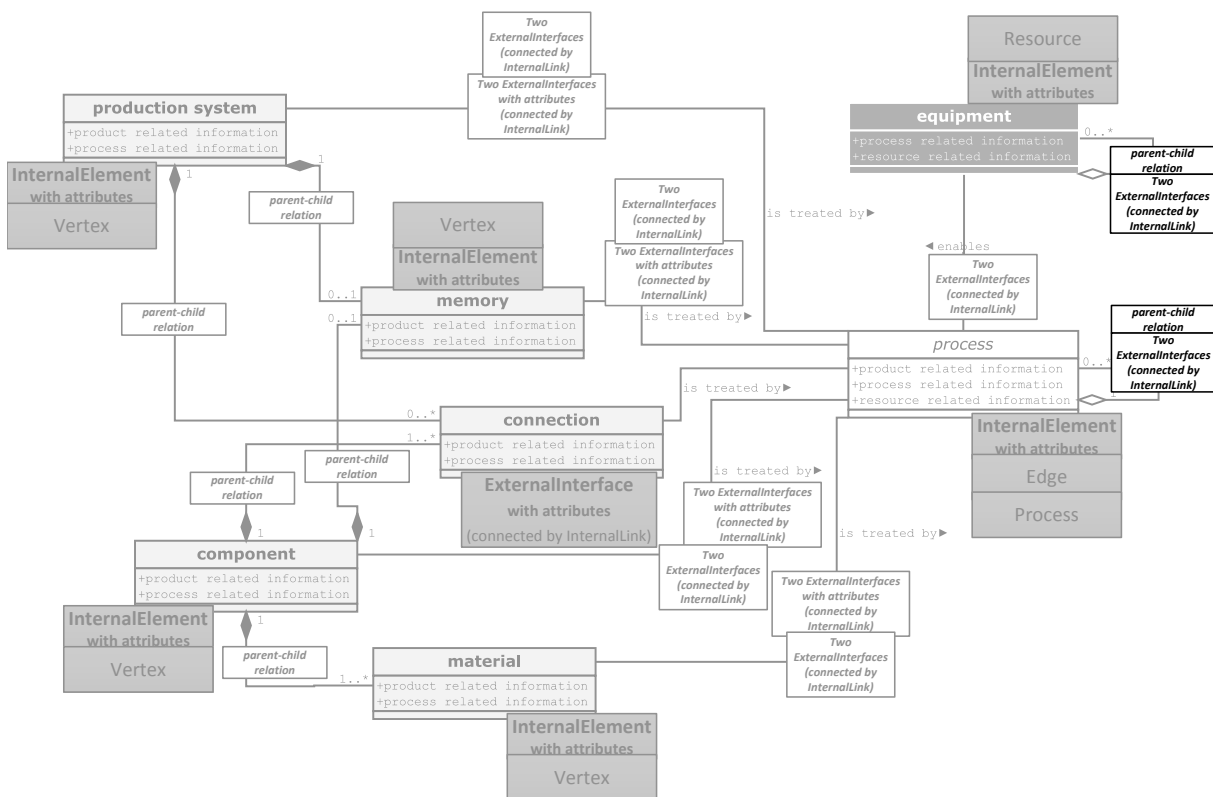 Two
ExternalInterfaces
(connected by
InternalLink)
Two ExternalInterfaces
with attributes
(connected by
InternalLink)
Resource
InternalElement
with attributes
production system
+product related information
+process related information
1
1
InternalElement
with attributes
Vertex
parent-child
relation
equipment
+process related information
+resource related information
0..*
parent-child
relation
Two
ExternalInterfaces
(connected by
InternalLink)
Vertex
InternalElement
with attributes
Two
ExternalInterfaces
(connected by
InternalLink)
Two ExternalInterfaces
with attributes
(connected by
InternalLink)
is treated by ►
◄ enables
Two
ExternalInterfaces
(connected by
InternalLink)
parent-child
relation
0..1
0..1
memory
+product related information
+process related information
is treated by ►
process
+product related information
+process related information
+resource related information
parent-child
relation
Two
ExternalInterfaces
(connected by
InternalLink)
0..*
1
is treated by ►
0..*
1..*
connection
+product related information
+process related information
InternalElement
with attributes
Edge
Process
parent-child
relation
parent-child
relation
ExternalInterface
with attributes
(connected by InternalLink)
is treated by ►
Two ExternalInterfaces
with attributes
(connected by
InternalLink)
is treated by ►
1
1
component
+product related information
+process related information
Two
ExternalInterfaces
(connected by
InternalLink)
Two ExternalInterfaces
with attributes
(connected by
InternalLink)
InternalElement
with attributes
Vertex
1
parent-child
relation
1..*
material
+product related information
+process related information
Two
ExternalInterfaces
(connected by
InternalLink)
InternalElement
with attributes
Vertex